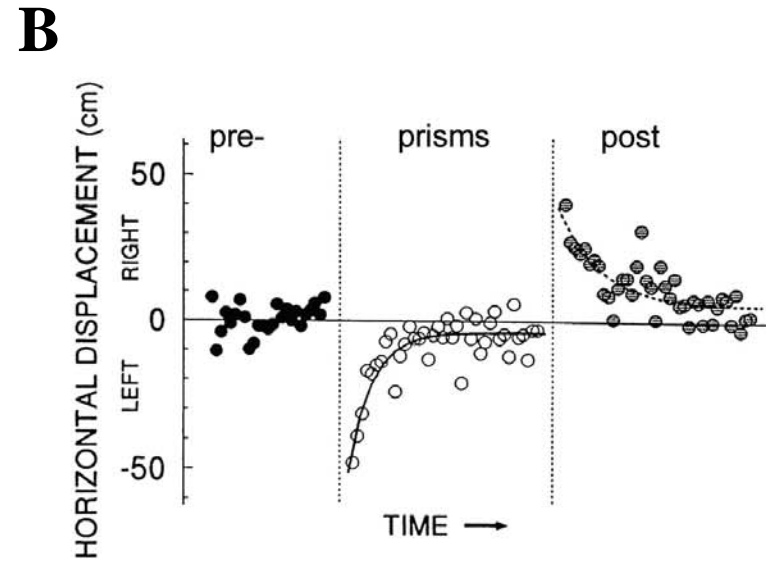 B
pre-
prisms
post
HORIZONTAL DISPLACEMENT (cm)
LEFT
RIGHT
50
0
-50
TIME